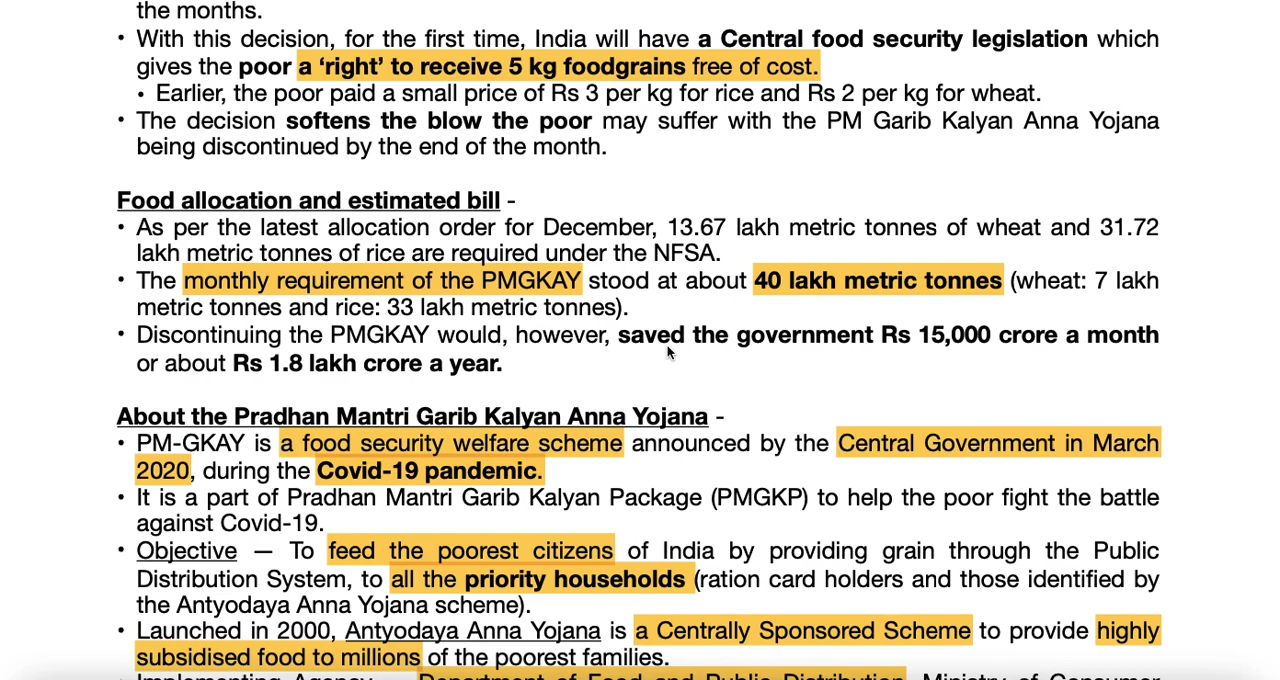 the months.
• With this decision, for the first time, India will have a Central food security legislation which
gives the poor a ‘right’ to receive 5 kg foodgrains free of cost.
• Earlier, the poor paid a small price of Rs 3 per kg for rice and Rs 2 per kg for wheat.
• The decision softens the blow the poor may suffer with the PM Garib Kalyan Anna Yojana
being discontinued by the end of the month.
Food allocation and estimated bill -
• As per the latest allocation order for December, 13.67 lakh metric tonnes of wheat and 31.72
lakh metric tonnes of rice are required under the NFSA.
• The monthly requirement of the PMGKAY stood at about 40 lakh metric tonnes (wheat: 7 lakh
metric tonnes and rice: 33 lakh metric tonnes).
• Discontinuing the PMGKAY would, however, saved the government Rs 15,000 crore a month
or about Rs 1.8 lakh crore a year.
About the Pradhan Mantri Garib Kalyan Anna Yojana -
• PM-GKAY is a food security welfare scheme announced by the Central Government in March
2020, during the Covid-19 pandemic.
• It is a part of Pradhan Mantri Garib Kalyan Package (PMGKP) to help the poor fight the battle
against Covid-19.
• Objective — To feed the poorest citizens of India by providing grain through the Public
Distribution System, to all the priority households (ration card holders and those identified by
the Antyodaya Anna Yojana scheme).
• Launched in 2000, Antyodaya Anna Yojana is a Centrally Sponsored Scheme to provide highly
subsidised food to millions of the poorest families.
• Implementing Agency — Department of Food and Public Distribution, Ministry of Consumer